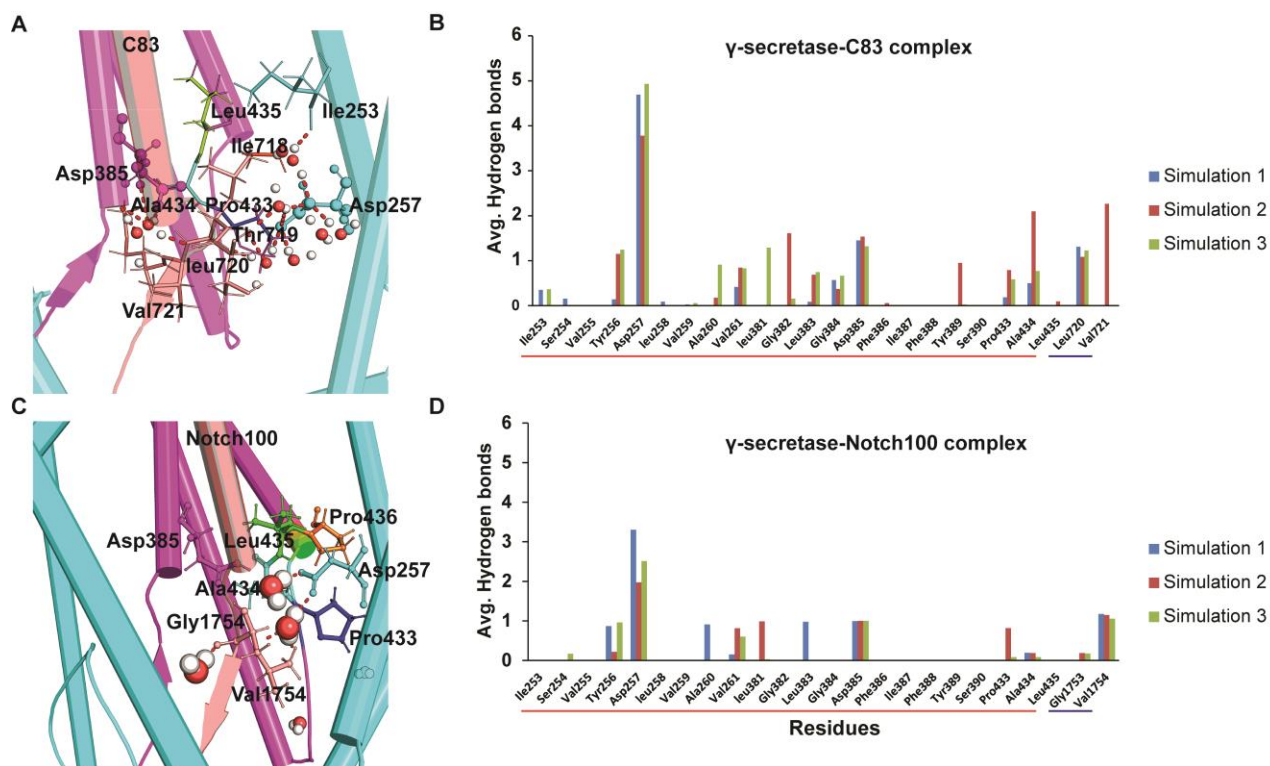 A
C83
Leu435
Ile253
Ile718
Asp385
Ala434
Pro433
Asp257
Thr719
leu720
Val721
B
γ-secretase-C83 complex
Avg. Hydrogen bonds
6
5
4
3
2
1
0
Ile253
Ser254
Val255
Tyr256
Asp257
leu258
Val259
Ala260
Val261
leu381
Gly382
Leu383
Gly384
Asp385
Phe386
Ile387
Phe388
Tyr389
Ser390
Pro433
Ala434
Leu435
Leu720
Val721
Simulation 1
Simulation 2
Simulation 3
C
Notch100
Pro436
Asp385
Leu435
Asp257
Ala434
Gly1754
Pro433
Val1754
D
γ-secretase-Notch100 complex
Avg. Hydrogen bonds
6
5
4
3
2
1
0
Ile253
Ser254
Val255
Tyr256
Asp257
leu258
Val259
Ala260
Val261
leu381
Gly382
Leu383
Gly384
Asp385
Phe386
Ile387
Phe388
Tyr389
Ser390
Pro433
Ala434
Leu435
Gly1753
Val1754
Residues
Simulation 1
Simulation 2
Simulation 3